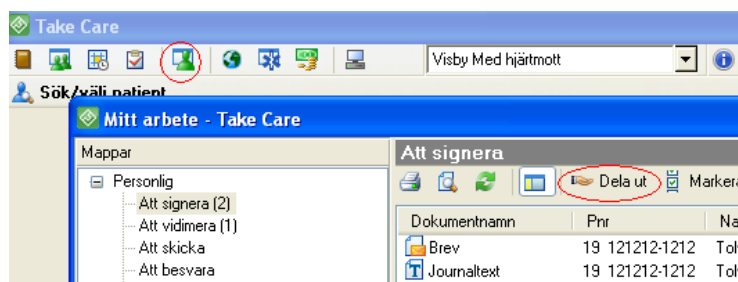 Take Care
Visby Med hjärtmott
Sök/välj patient
Mitt arbete - Take Care
Mappar
Att signera
Personlig
Dela ut
Att signera (2)
Att vidimera (1)
Dokumentnamn Pnr
Att skicka
Brev 19 121212-1212
Att besvara
Journaltext 19 121212-1212